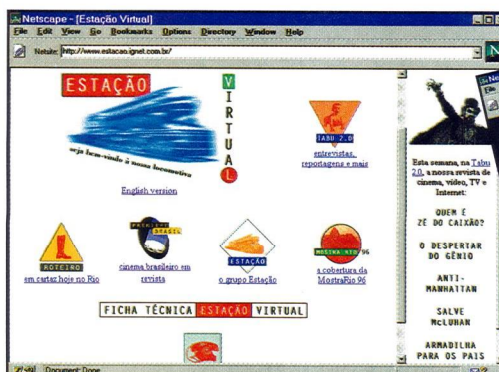 Netscape - [Estação Virtual]
File Edit View Go Bookmarks Options Directory Window Help
Netsite: http://www.estacao.ignet.com.br/
ESTAÇÃO
VIRTUAL
seja bem-vindo à nossa locomotiva
English version
TABU 2.0
entrevistas,
reportagens e mais
ROTEIRO
em cartaz hoje no Rio
BRASIL
cinema brasileiro em
revista
ESTAÇÃO
o grupo Estação
MOSTRA RIO 96
a cobertura da
MostraRio 96
FICHA TÉCNICA ESTAÇÃO VIRTUAL
Esta semana, na Tabu
2.0, a nossa revista de
cinema, vídeo, TV e
Internet:
QUEM É
ZÉ DO CAIXÃO?
O DESPERTAR
DO GÊNIO
ANTI-
MANHATTAN
SALVE
McLUHAN
ARMADILHA
PARA OS PAIS
Document: Done